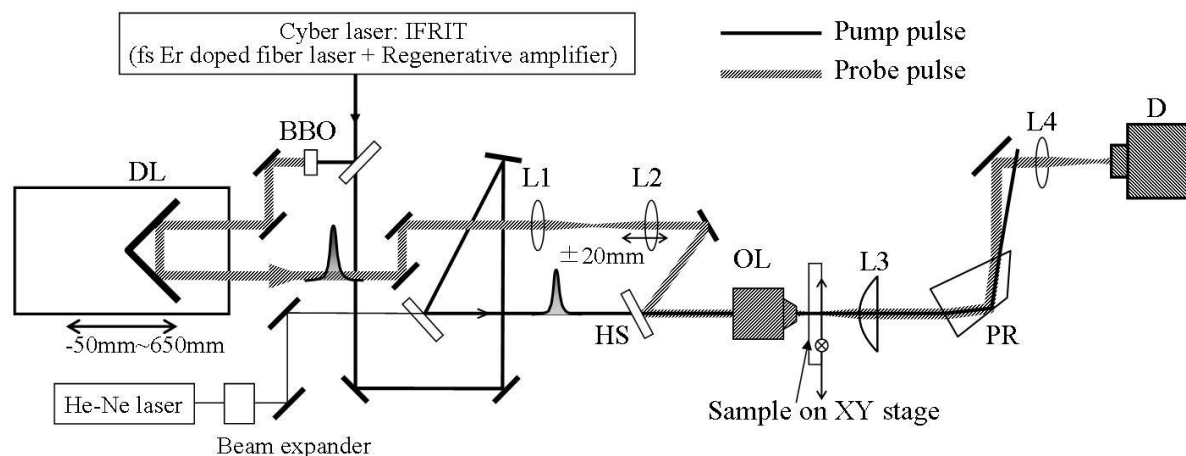 Cyber laser: IFRIT
(fs Er doped fiber laser + Regenerative amplifier)
Pump pulse
Probe pulse
BBO
DL
L1
L2
L4
D
±20mm
OL
L3
HS
PR
-50mm~650mm
He-Ne laser
Beam expander
Sample on XY stage